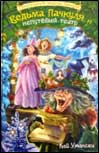 Ведьма Пачкуля
и
непутёвый театр
Кай Умански